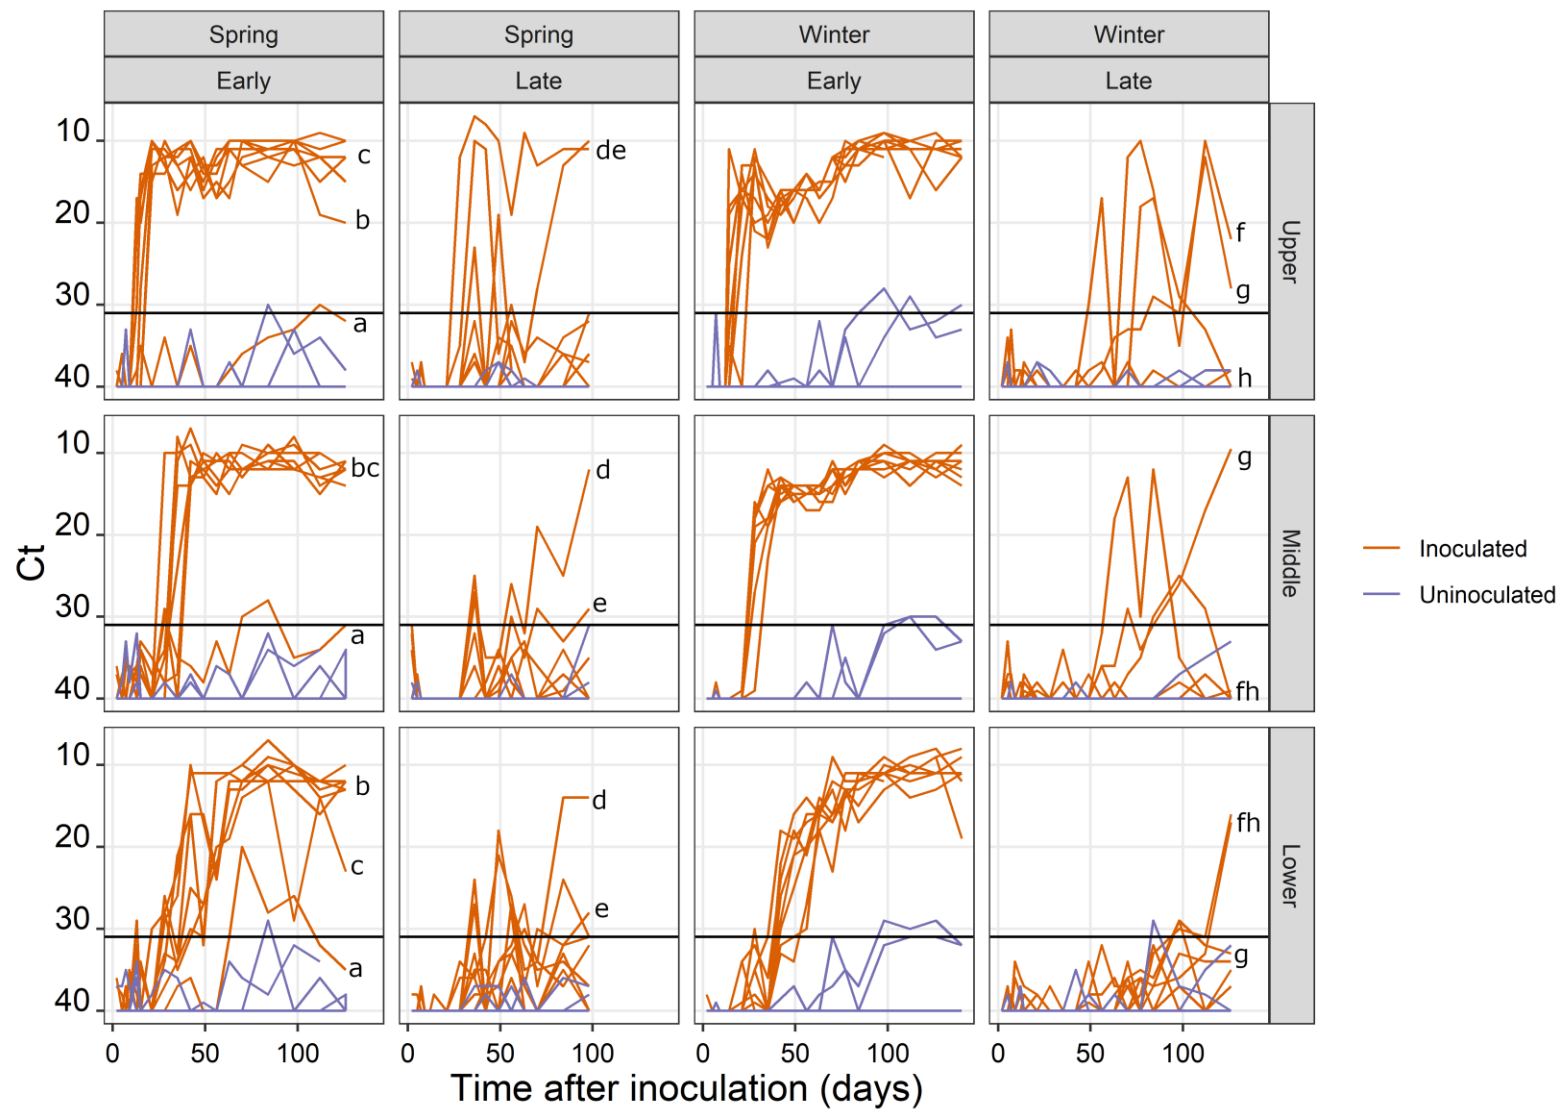 Spring Spring Winter Winter
Early Late Early Late
10
c
de
20
b
f
30
g
a
40
h
Upper
10
bc
d
g
20
30
e
a
40
fh
Middle
Ct
Inoculated
Uninoculated
10
b
d
fh
20
c
30
e
g
a
40
Lower
0 50 100 0 50 100 0 50 100 0 50 100
Time after inoculation (days)